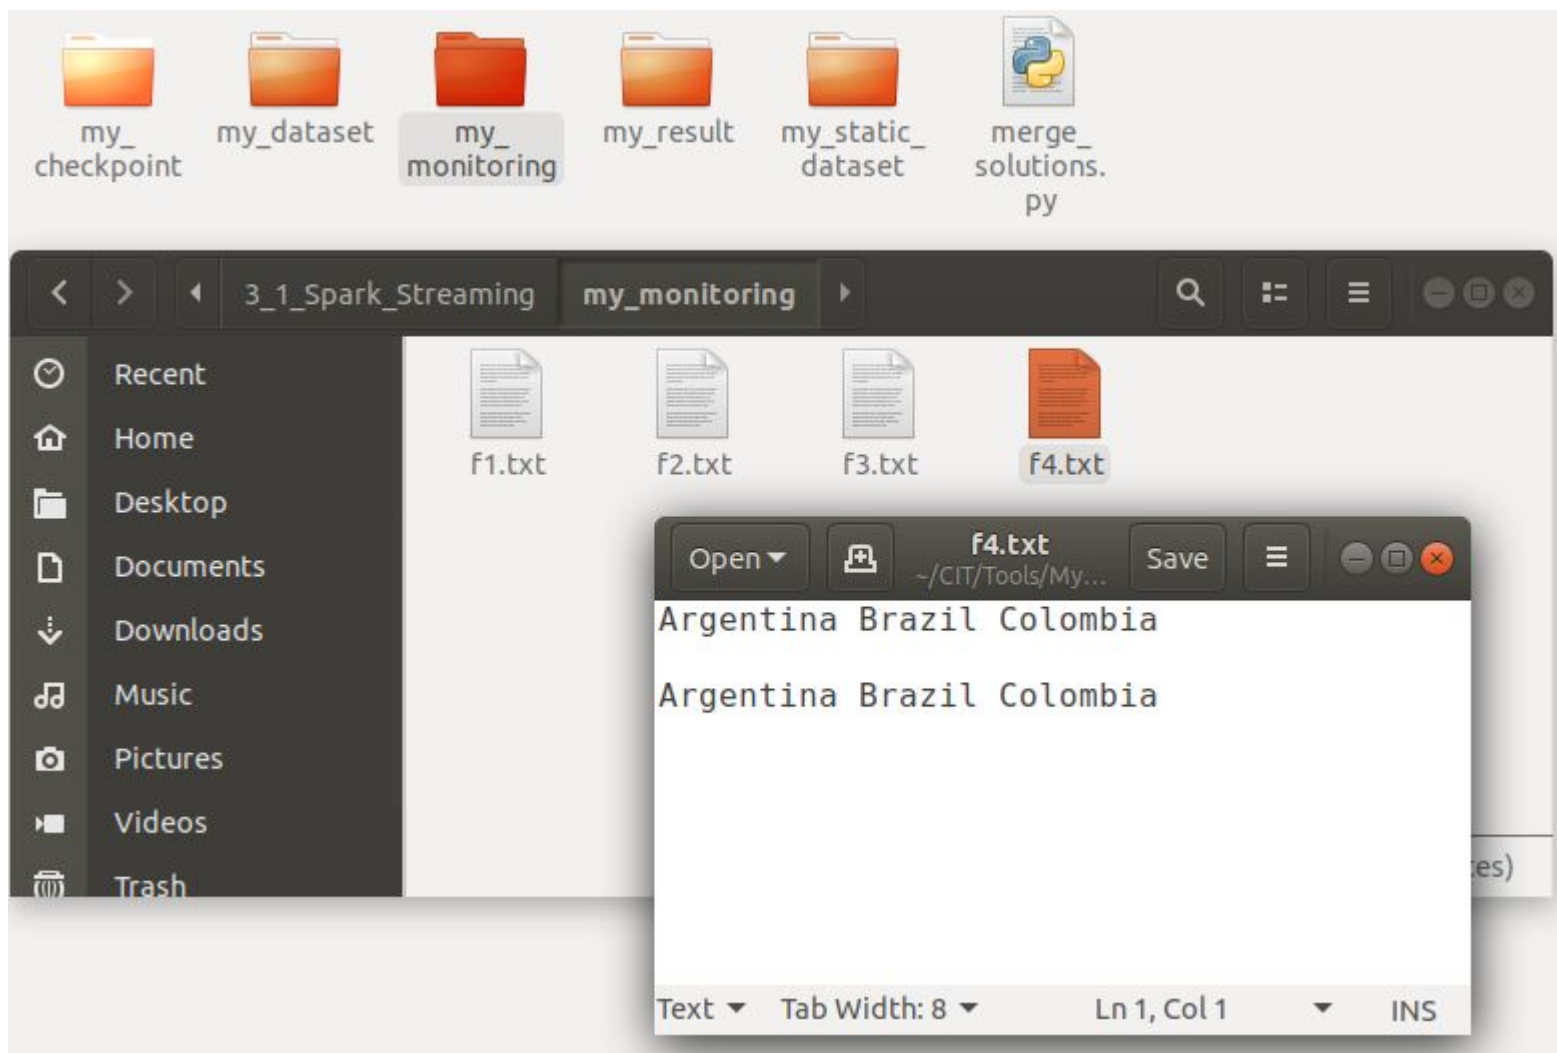 my_
checkpoint
my_dataset
my_
monitoring
my_result
my_static_
dataset
merge_
solutions.
py
3_1_Spark_Streaming
my_monitoring
Recent
Home
Desktop
Documents
Downloads
Music
Pictures
Videos
Trash
f1.txt
f2.txt
f3.txt
f4.txt
Open
f4.txt
~/CIT/Tools/My...
Save
Argentina Brazil Colombia
Argentina Brazil Colombia
Text
Tab Width: 8
Ln 1, Col 1
INS